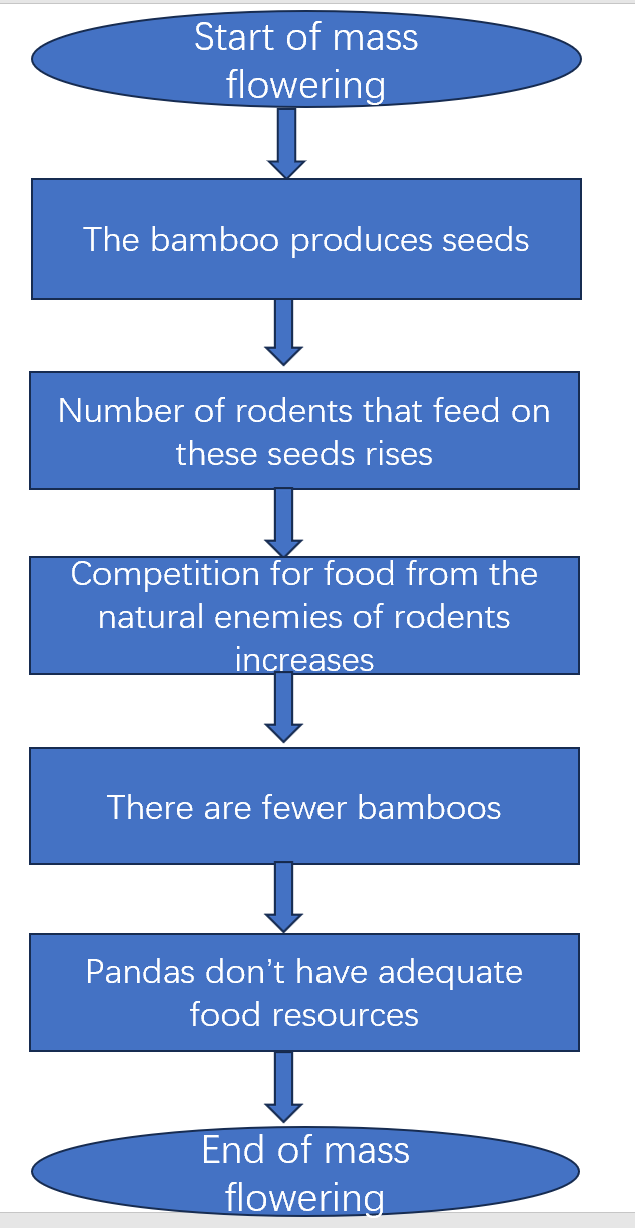 Start of mass
flowering
The bamboo produces seeds
Number of rodents that feed on
these seeds rises
Competition for food from the
natural enemies of rodents
increases
There are fewer bamboos
Pandas don’t have adequate
food resources
End of mass
flowering